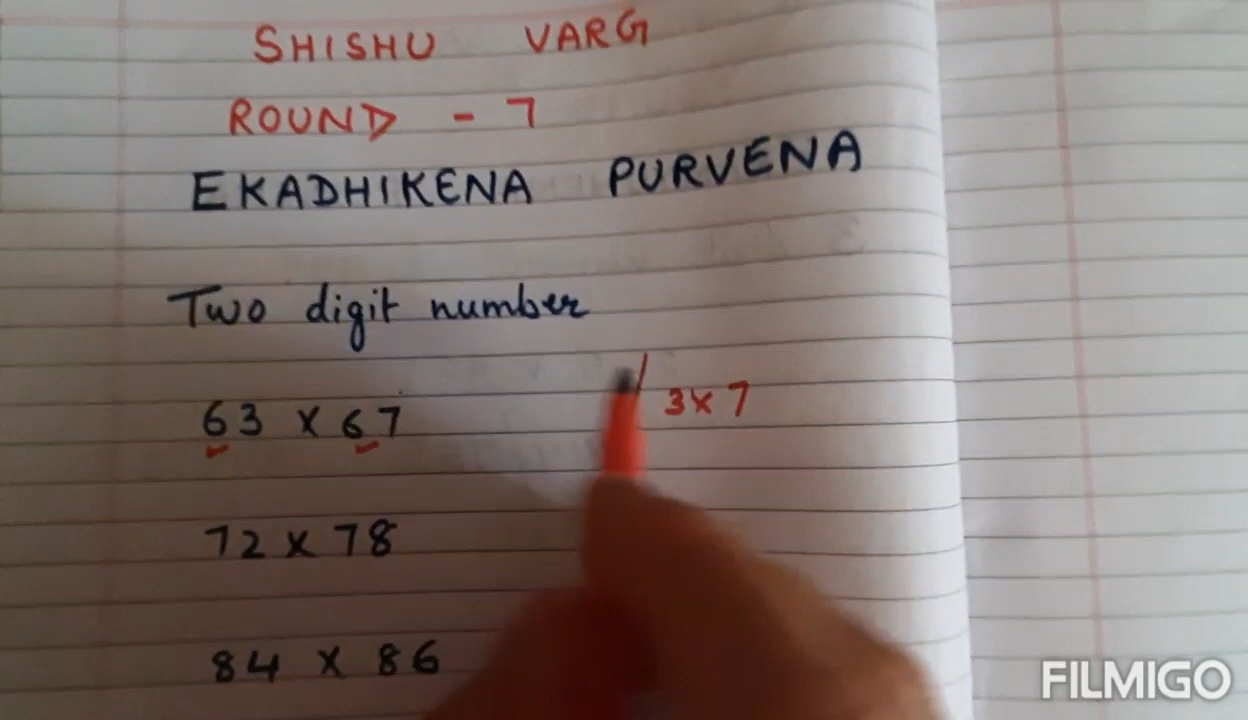 SHISHU VARG
ROUND - 7
EKADHIKENA PURVENA
Two digit number
63 x 67 / 3x7
72 x 78
84 x 86
FILMIGO